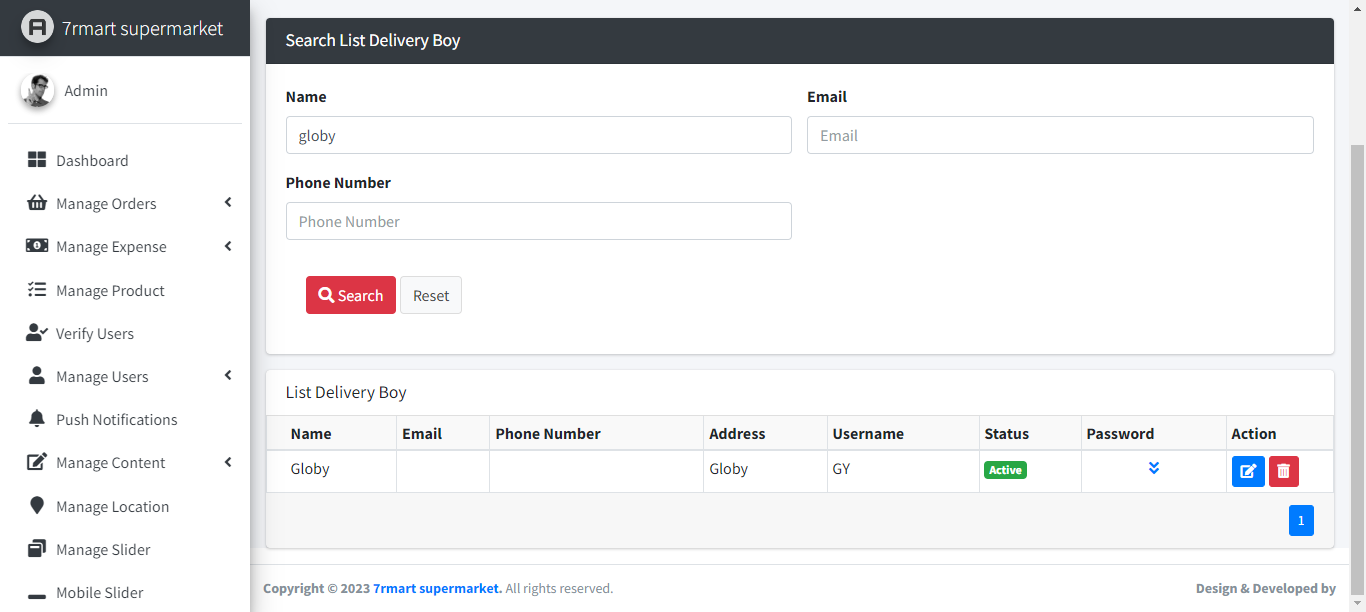 7rmart supermarket
Admin
Dashboard
Manage Orders
Manage Expense
Manage Product
Verify Users
Manage Users
Push Notifications
Manage Content
Manage Location
Manage Slider
Mobile Slider
Search List Delivery Boy
Name Email
globy Email
Phone Number
Phone Number
Search Reset
List Delivery Boy
Name Email Phone Number Address Username Status Password Action
Globy Globy GY Active
1
Copyright © 2023 7rmart supermarket. All rights reserved. Design & Developed by